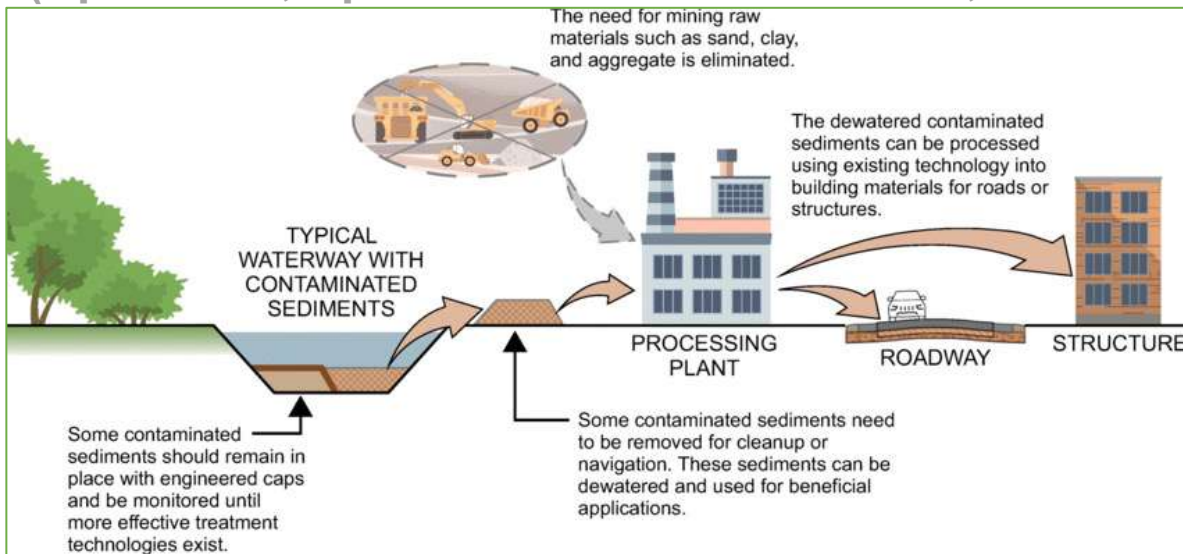 The need for mining raw
materials such as sand, clay,
and aggregate is eliminated.
The dewatered contaminated
sediments can be processed
using existing technology into
building materials for roads or
structures.
TYPICAL
WATERWAY WITH
CONTAMINATED
SEDIMENTS
PROCESSING
PLANT
ROADWAY
STRUCTURE
Some contaminated
sediments should remain in
place with engineered caps
and be monitored until
more effective treatment
technologies exist.
Some contaminated sediments need
to be removed for cleanup or
navigation. These sediments can be
dewatered and used for beneficial
applications.